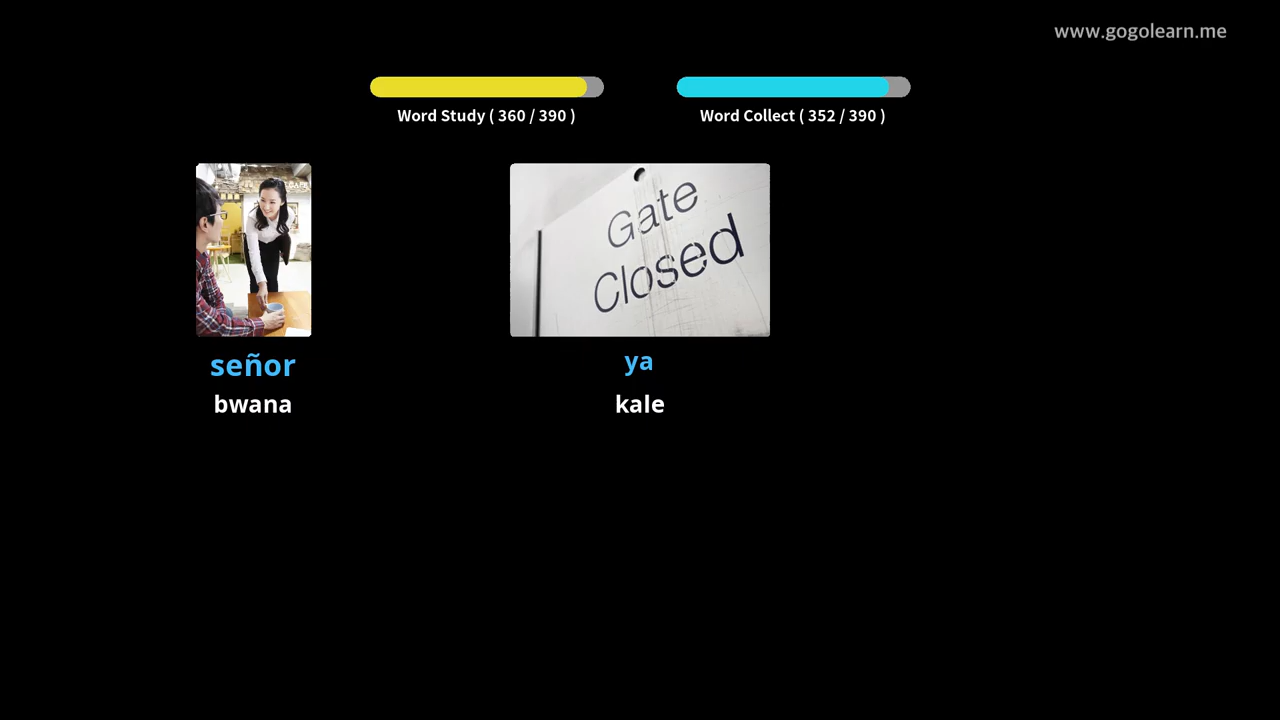 www.gogolearn.me
Word Study ( 360 / 390 )
Word Collect ( 352 / 390 )
Gate
Closed
señor
ya
bwana
kale